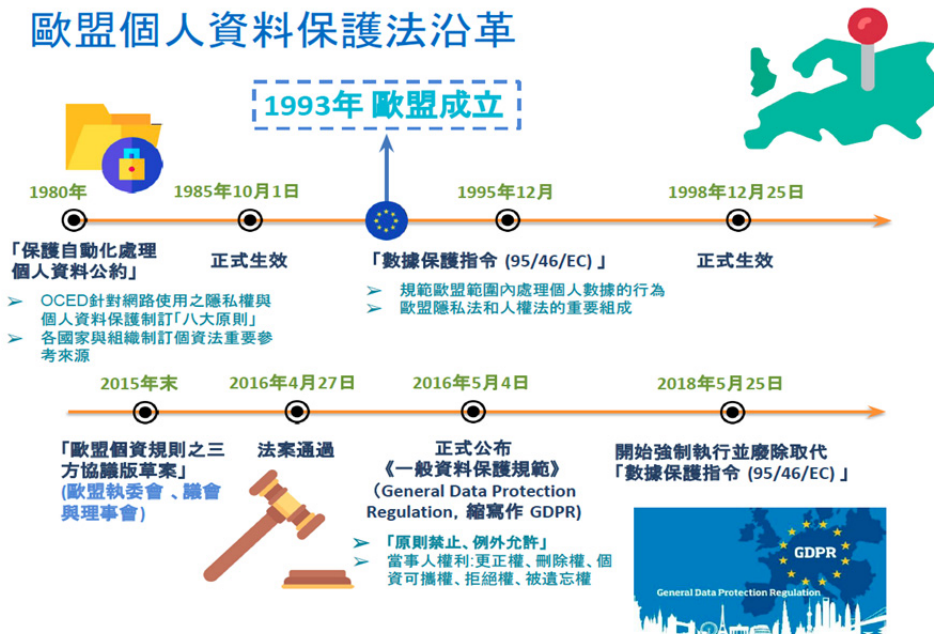 歐盟個人資料保護法沿革
1993年 歐盟成立
1980年
1985年10月1日
1995年12月
1998年12月25日
「保護自動化處理
個人資料公約」
正式生效
「數據保護指令 (95/46/EC) 」
正式生效
➢ OCED針對網路使用之隱私權與
個人資料保護制訂「八大原則」
➢ 各國家與組織制訂個資法重要參
考來源
➢ 規範歐盟範圍內處理個人數據的行為
➢ 歐盟隱私法和人權法的重要組成
2015年末
2016年4月27日
2016年5月4日
2018年5月25日
「歐盟個資規則之三
方協議版草案」
(歐盟執委會 、議會
與理事會)
法案通過
正式公布
《一般資料保護規範》
（General Data Protection
Regulation, 縮寫作 GDPR)
➢ 「原則禁止、例外允許」
➢ 當事人權利:更正權、刪除權、個
資可攜權、拒絕權、被遺忘權
開始強制執行並廢除取代
「數據保護指令 (95/46/EC) 」
GDPR
General Data Protection Regulation